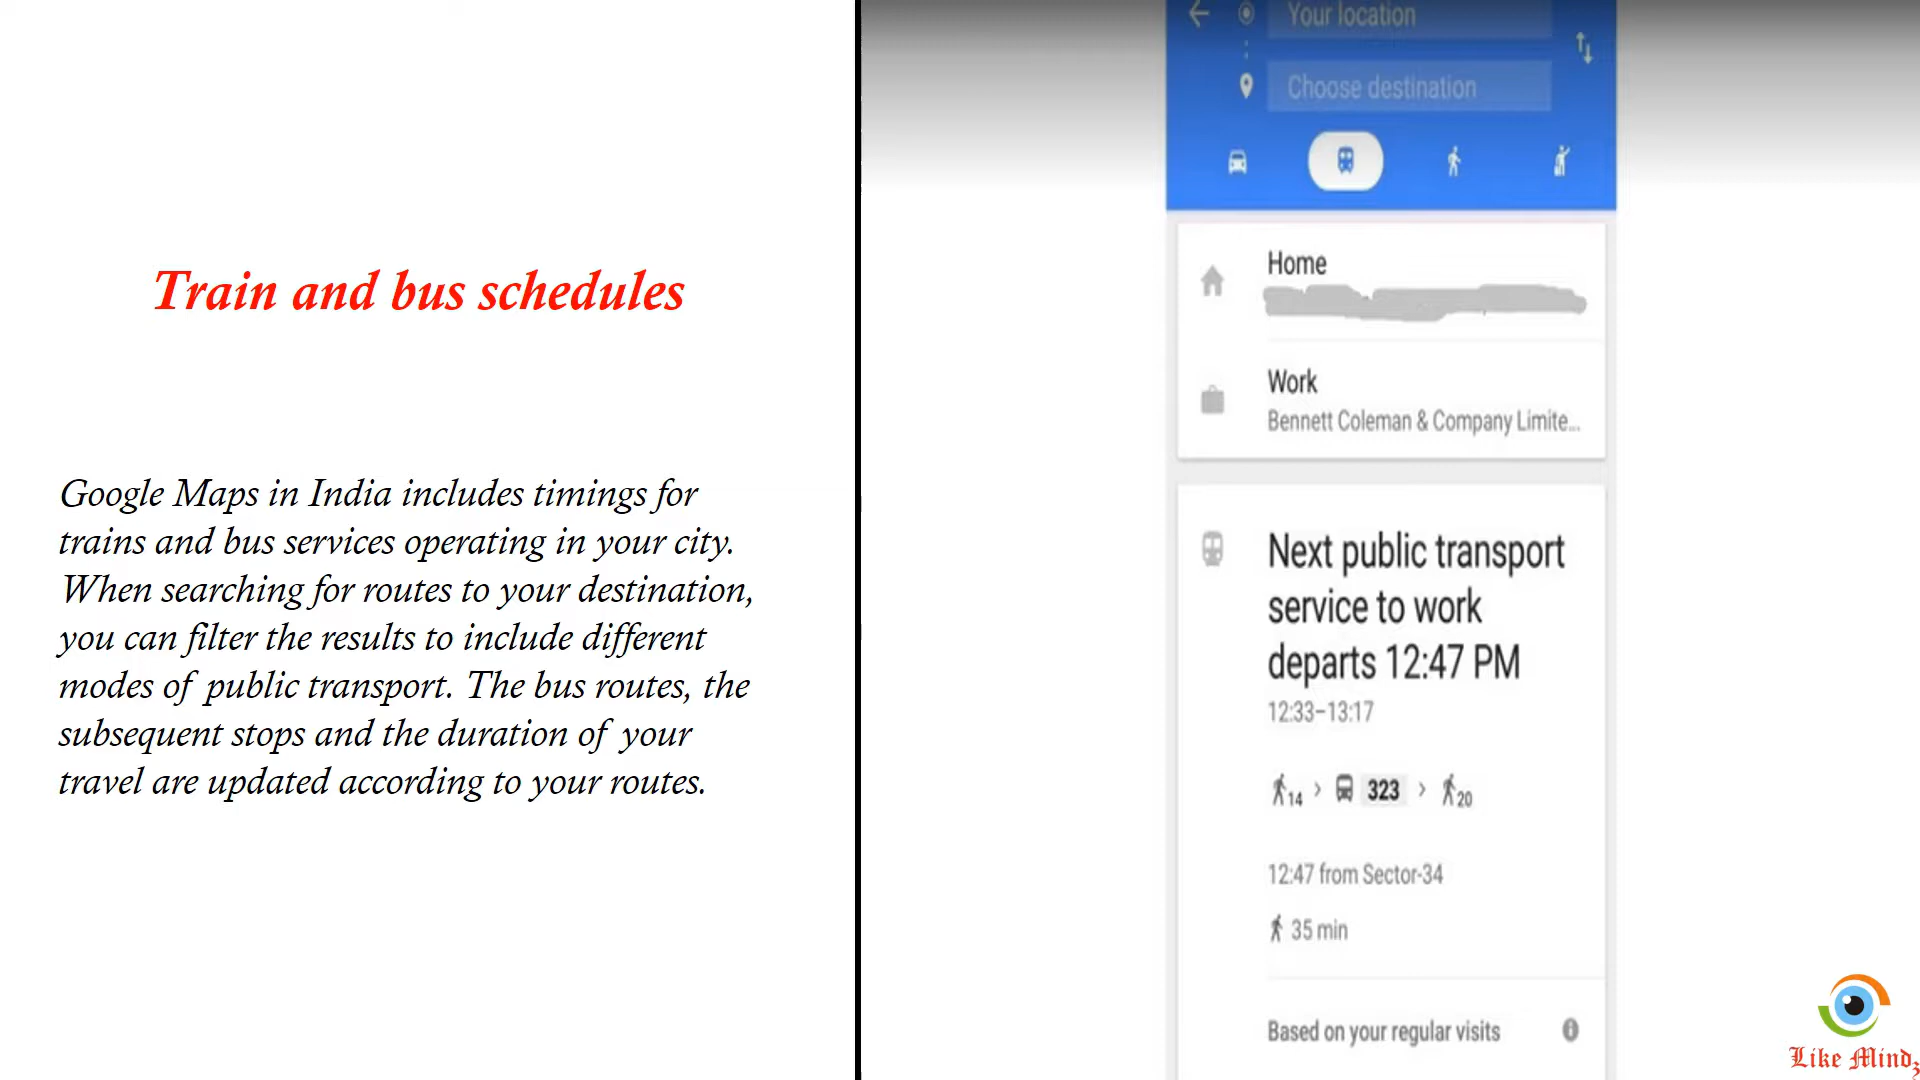 Train and bus schedules
Google Maps in India includes timings for
trains and bus services operating in your city.
When searching for routes to your destination,
you can filter the results to include different
modes of public transport. The bus routes, the
subsequent stops and the duration of your
travel are updated according to your routes.
Your location
Choose destination
Home
Work
Bennett Coleman & Company Limite...
Next public transport
service to work
departs 12:47 PM
12:33–13:17
14 > 323 > 20
12:47 from Sector-34
35 min
Based on your regular visits
Like Mindz